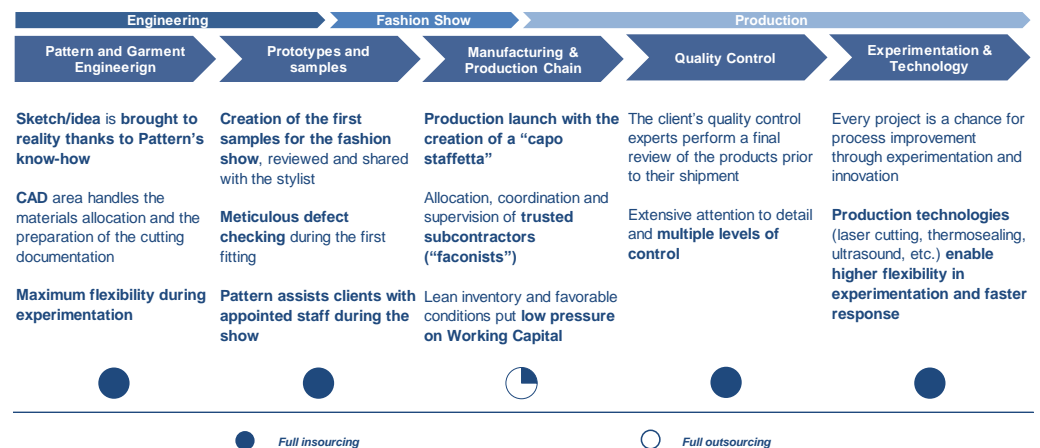 Engineering
Fashion Show
Production
Pattern and Garment
Engineerign
Prototypes and
samples
Manufacturing &
Production Chain
Quality Control
Experimentation &
Technology
Sketch/idea is brought to
reality thanks to Pattern's
know-how
CAD area handles the
materials allocation and the
preparation of the cutting
documentation
Maximum flexibility during
experimentation
Creation of the first
samples for the fashion
show, reviewed and shared
with the stylist
Meticulous defect
checking during the first
fitting
Pattern assists clients with
appointed staff during the
show
Production launch with the
creation of a “capo
staffetta”
Allocation, coordination and
supervision of trusted
subcontractors
(“faconists”)
Lean inventory and favorable
conditions put low pressure
on Working Capital
The client's quality control
experts perform a final
review of the products prior
to their shipment
Extensive attention to detail
and multiple levels of
control
Every project is a chance for
process improvement
through experimentation and
innovation
Production technologies
(laser cutting, thermosealing,
ultrasound, etc.) enable
higher flexibility in
experimentation and faster
response
Full insourcing
Full outsourcing